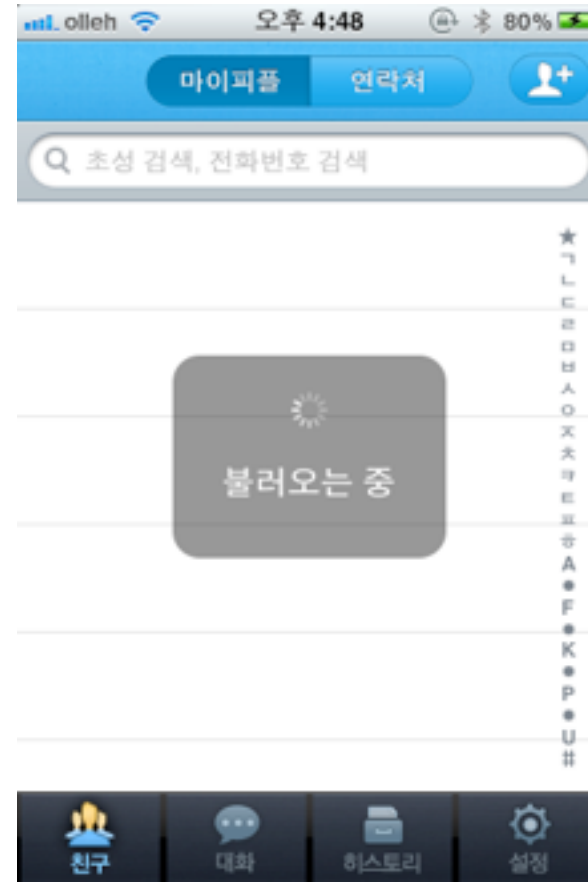 olleh 오후 4:48 80%
마이피플 연락처
초성 검색, 전화번호 검색
★
ㄱ
ㄴ
ㄷ
ㄹ
ㅁ
ㅂ
ㅅ
ㅇ
ㅈ
ㅊ
ㅋ
ㅌ
ㅍ
ㅎ
A
●
F
●
K
●
P
●
U
#
불러오는 중
친구 대화 히스토리 설정